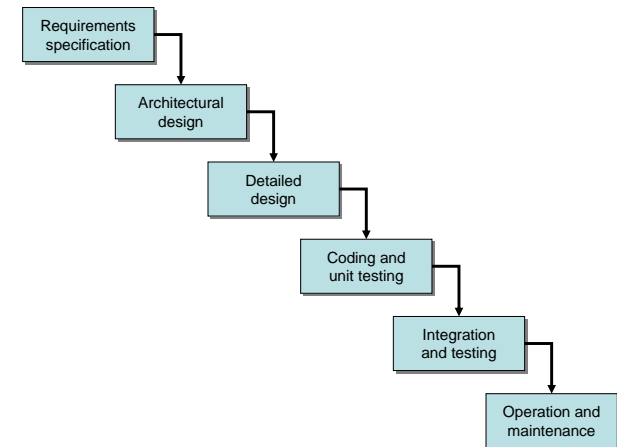 Requirements
specification
Architectural
design
Detailed
design
Coding and
unit testing
Integration
and testing
Operation and
maintenance